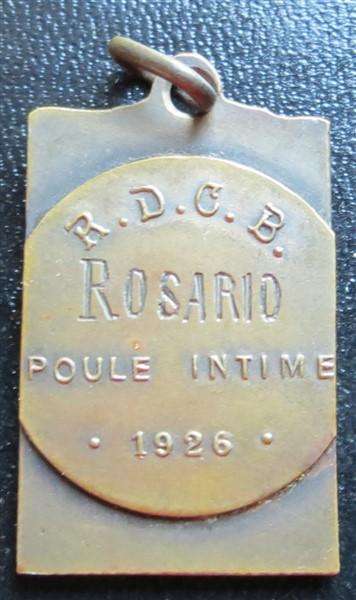 R.D.C.B.
ROSARIO
POULE INTIME
· 1926 ·